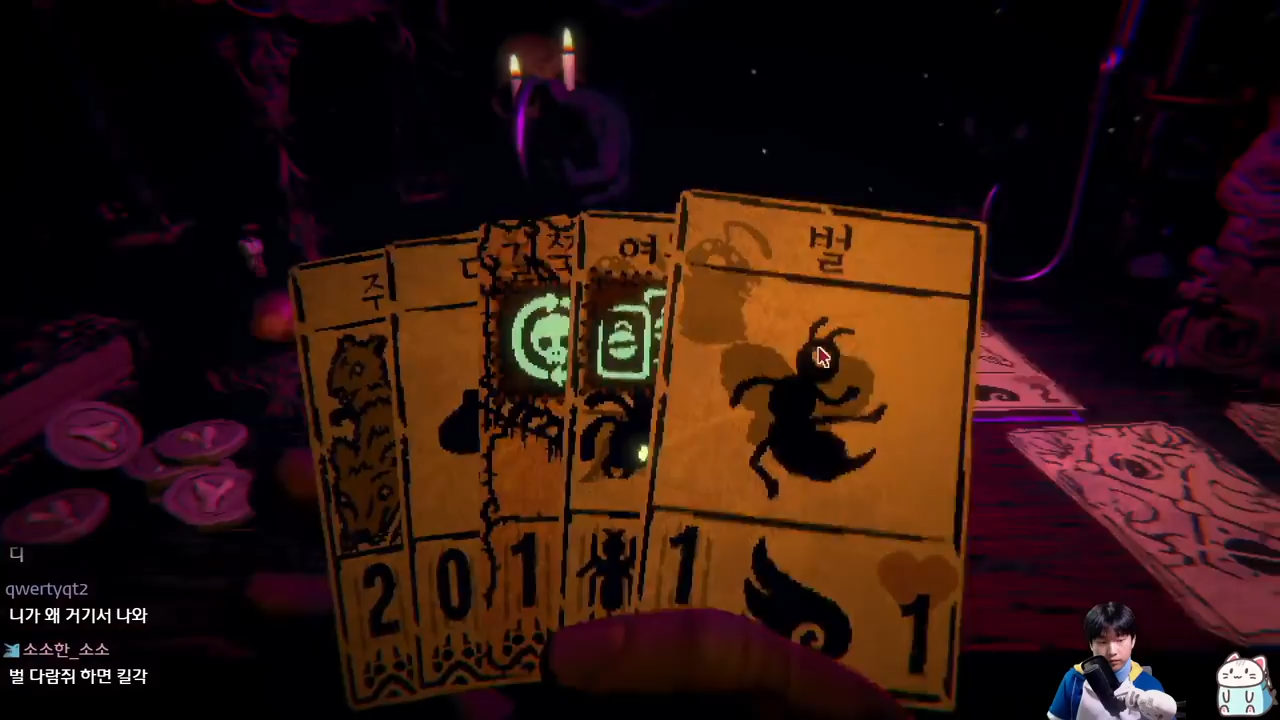 벌
주
여
2
0
1
1
1
2
디
qwertyqt2
니가 왜 거기서 나와
소소한_소소
벌 다람쥐 하면 킬각